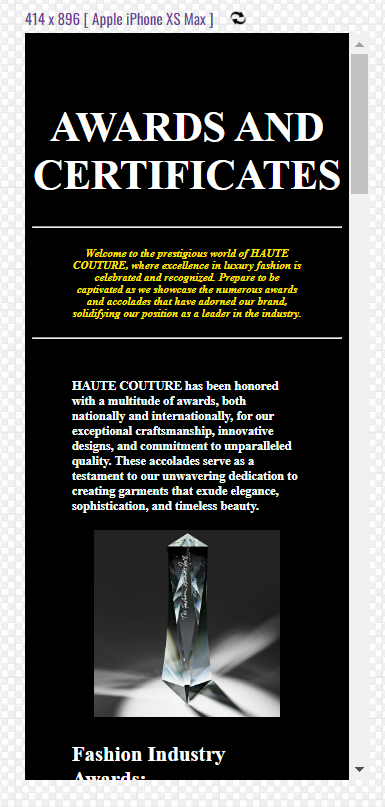 414 x 896 [ Apple iPhone XS Max ]
AWARDS AND
CERTIFICATES
Welcome to the prestigious world of HAUTE
COUTURE, where excellence in luxury fashion is
celebrated and recognized. Prepare to be
captivated as we showcase the numerous awards
and accolades that have adorned our brand,
solidifying our position as a leader in the industry.
HAUTE COUTURE has been honored
with a multitude of awards, both
nationally and internationally, for our
exceptional craftsmanship, innovative
designs, and commitment to unparalleled
quality. These accolades serve as a
testament to our unwavering dedication to
creating garments that exude elegance,
sophistication, and timeless beauty.
Fashion Industry
Awards: